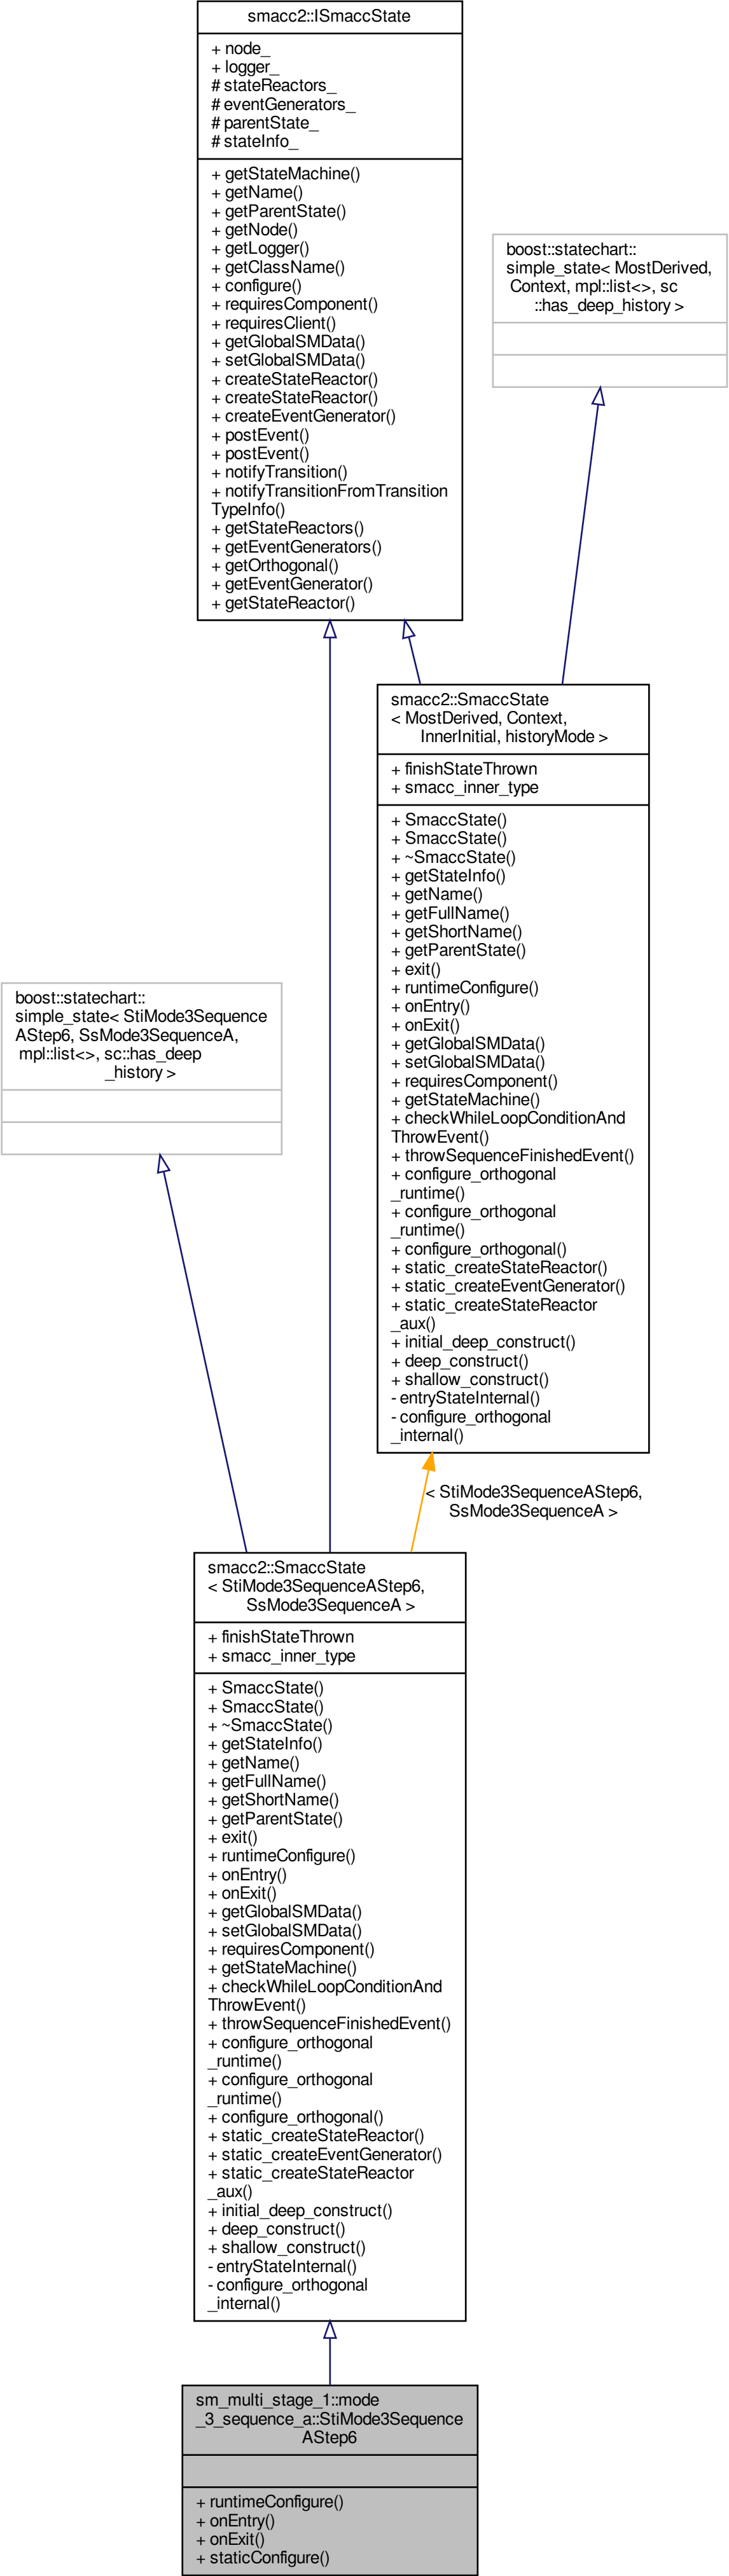 smacc2::ISmaccState
+ node_
+ logger_
# stateReactors_
# eventGenerators_
# parentState_
# stateInfo_
+ getStateMachine()
+ getName()
+ getParentState()
+ getNode()
+ getLogger()
+ getClassName()
+ configure()
+ requiresComponent()
+ requiresClient()
+ getGlobalSMData()
+ setGlobalSMData()
+ createStateReactor()
+ createStateReactor()
+ createEventGenerator()
+ postEvent()
+ postEvent()
+ notifyTransition()
+ notifyTransitionFromTransition
TypeInfo()
+ getStateReactors()
+ getEventGenerators()
+ getOrthogonal()
+ getEventGenerator()
+ getStateReactor()
boost::statechart::
simple_state< MostDerived,
Context, mpl::list<>, sc
::has_deep_history >
smacc2::SmaccState
< MostDerived, Context,
InnerInitial, historyMode >
+ finishStateThrown
+ smacc_inner_type
+ SmaccState()
+ SmaccState()
+ ~SmaccState()
+ getStateInfo()
+ getName()
+ getFullName()
+ getShortName()
+ getParentState()
+ exit()
+ runtimeConfigure()
+ onEntry()
+ onExit()
+ getGlobalSMData()
+ setGlobalSMData()
+ requiresComponent()
+ getStateMachine()
+ checkWhileLoopConditionAnd
ThrowEvent()
+ throwSequenceFinishedEvent()
+ configure_orthogonal
_runtime()
+ configure_orthogonal
_runtime()
+ configure_orthogonal()
+ static_createStateReactor()
+ static_createEventGenerator()
+ static_createStateReactor
_aux()
+ initial_deep_construct()
+ deep_construct()
+ shallow_construct()
- entryStateInternal()
- configure_orthogonal
_internal()
boost::statechart::
simple_state< StiMode3Sequence
AStep6, SsMode3SequenceA,
mpl::list<>, sc::has_deep
_history >
< StiMode3SequenceAStep6,
SsMode3SequenceA >
smacc2::SmaccState
< StiMode3SequenceAStep6,
SsMode3SequenceA >
+ finishStateThrown
+ smacc_inner_type
+ SmaccState()
+ SmaccState()
+ ~SmaccState()
+ getStateInfo()
+ getName()
+ getFullName()
+ getShortName()
+ getParentState()
+ exit()
+ runtimeConfigure()
+ onEntry()
+ onExit()
+ getGlobalSMData()
+ setGlobalSMData()
+ requiresComponent()
+ getStateMachine()
+ checkWhileLoopConditionAnd
ThrowEvent()
+ throwSequenceFinishedEvent()
+ configure_orthogonal
_runtime()
+ configure_orthogonal
_runtime()
+ configure_orthogonal()
+ static_createStateReactor()
+ static_createEventGenerator()
+ static_createStateReactor
_aux()
+ initial_deep_construct()
+ deep_construct()
+ shallow_construct()
- entryStateInternal()
- configure_orthogonal
_internal()
sm_multi_stage_1::mode
_3_sequence_a::StiMode3Sequence
AStep6
+ runtimeConfigure()
+ onEntry()
+ onExit()
+ staticConfigure()